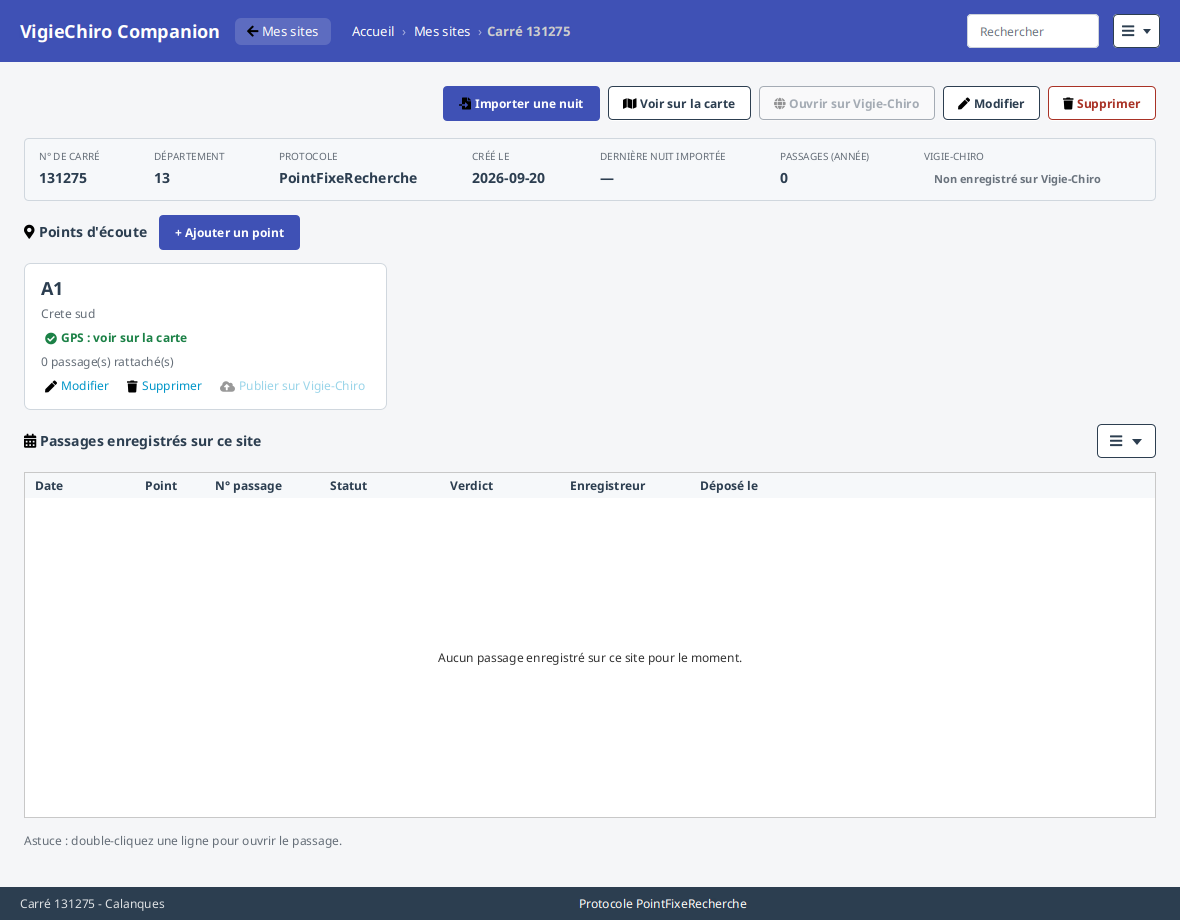 VigieChiro Companion
Mes sites
Accueil › Mes sites › Carré 131275
Rechercher
Importer une nuit
Voir sur la carte
Ouvrir sur Vigie-Chiro
Modifier
Supprimer
N° DE CARRÉ
131275
DÉPARTEMENT
13
PROTOCOLE
PointFixeRecherche
CRÉÉ LE
2026-09-20
DERNIÈRE NUIT IMPORTÉE
—
PASSAGES (ANNÉE)
0
VIGIE-CHIRO
Non enregistré sur Vigie-Chiro
Points d'écoute
+ Ajouter un point
A1
Crete sud
GPS : voir sur la carte
0 passage(s) rattaché(s)
Modifier
Supprimer
Publier sur Vigie-Chiro
Passages enregistrés sur ce site
Date Point N° passage Statut Verdict Enregistreur Déposé le
Aucun passage enregistré sur ce site pour le moment.
Astuce : double-cliquez une ligne pour ouvrir le passage.
Carré 131275 - Calanques
Protocole PointFixeRecherche